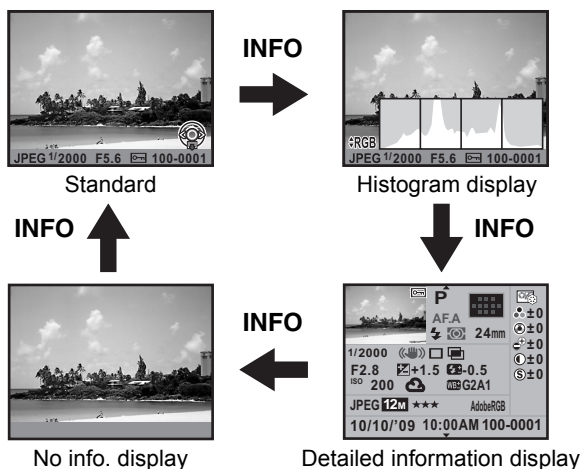 INFO
JPEG 1/2000 F5.6 100-0001
Standard
RGB
JPEG 1/2000 F5.6 100-0001
Histogram display
INFO
INFO
INFO
No info. display
P
AF.A
24mm
±0
±0
±0
±0
S ±0
1/2000
F2.8 +1.5 -0.5
ISO 200 WB G2A1
JPEG 12M ★★★ AdobeRGB
10/10/'09 10:00AM 100-0001
Detailed information display